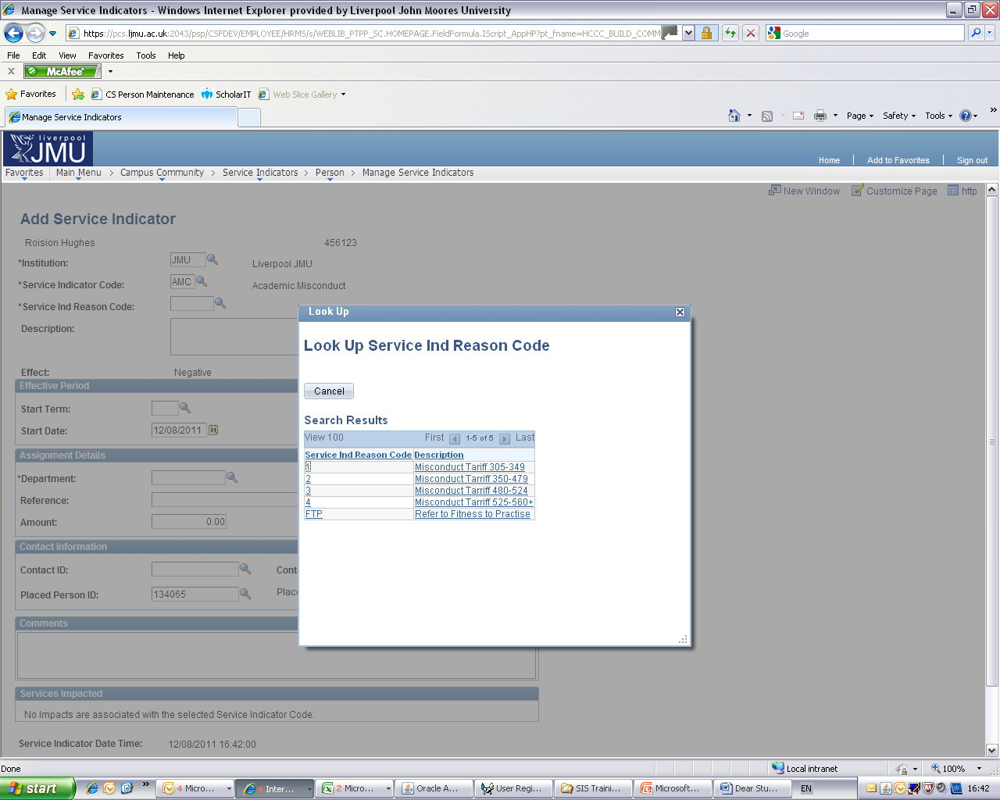 Manage Service Indicators - Windows Internet Explorer provided by Liverpool John Moores University
https://pcs.ljmu.ac.uk:2043/psp/CSFDEV/EMPLOYEE/HRMS/s/WEBLIB_PTPP_SC.HOMEPAGE.FieldFormula.IScript_AppHP?pt_fname=HCCC_BUILD_COMM Google
File Edit View Favorites Tools Help
X McAfee
Favorites CS Person Maintenance ScholarIT Web Slice Gallery
Manage Service Indicators Page Safety Tools
liverpool
JMU
Home Add to Favorites Sign out
Favorites Main Menu > Campus Community > Service Indicators > Person > Manage Service Indicators
New Window Customize Page http
Add Service Indicator
Roision Hughes 456123
*Institution: JMU Liverpool JMU
*Service Indicator Code: AMC Academic Misconduct
*Service Ind Reason Code:
Description:
Effect: Negative
Effective Period
Start Term:
Start Date: 12/08/2011 31
Assignment Details
*Department:
Reference:
Amount: 0.00
Contact Information
Contact ID: Conta
Placed Person ID: 134065 Place
Comments
Services Impacted
No Impacts are associated with the selected Service Indicator Code.
Service Indicator Date Time: 12/08/2011 16:42:00
Look Up
Look Up Service Ind Reason Code
Cancel
Search Results
View 100 First 1-5 of 5 Last
Service Ind Reason Code Description
1 Misconduct Tariff 305-349
2 Misconduct Tarriff 350-479
3 Misconduct Tarriff 480-524
4 Misconduct Tarriff 525-560+
FTP Refer to Fitness to Practise
Done Local intranet 100%
start » 4 Micro... 4 Inter... 2 Micro... Oracle A... User Regi... SIS Traini... Microsoft... Dear Stu... EN 16:42